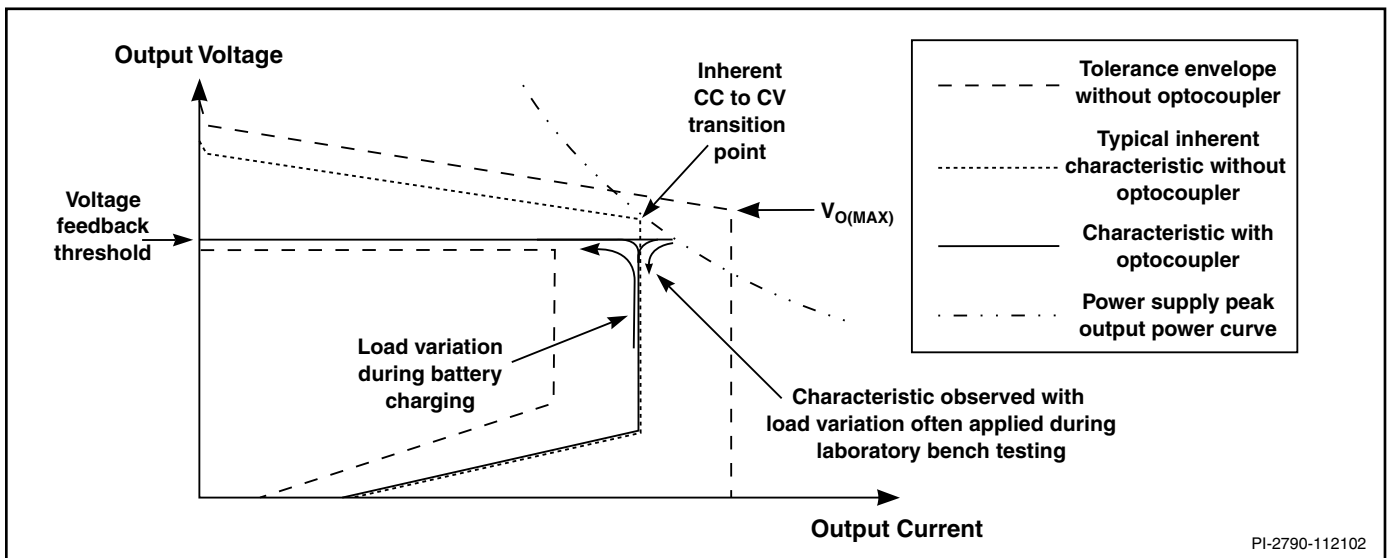 Output Voltage
Inherent
CC to CV
transition
point
Tolerance envelope
without optocoupler
Typical inherent
characteristic without
optocoupler
Characteristic with
optocoupler
Power supply peak
output power curve
Voltage
feedback
threshold
VO(MAX)
Load variation
during battery
charging
Characteristic observed with
load variation often applied during
laboratory bench testing
Output Current
PI-2790-112102